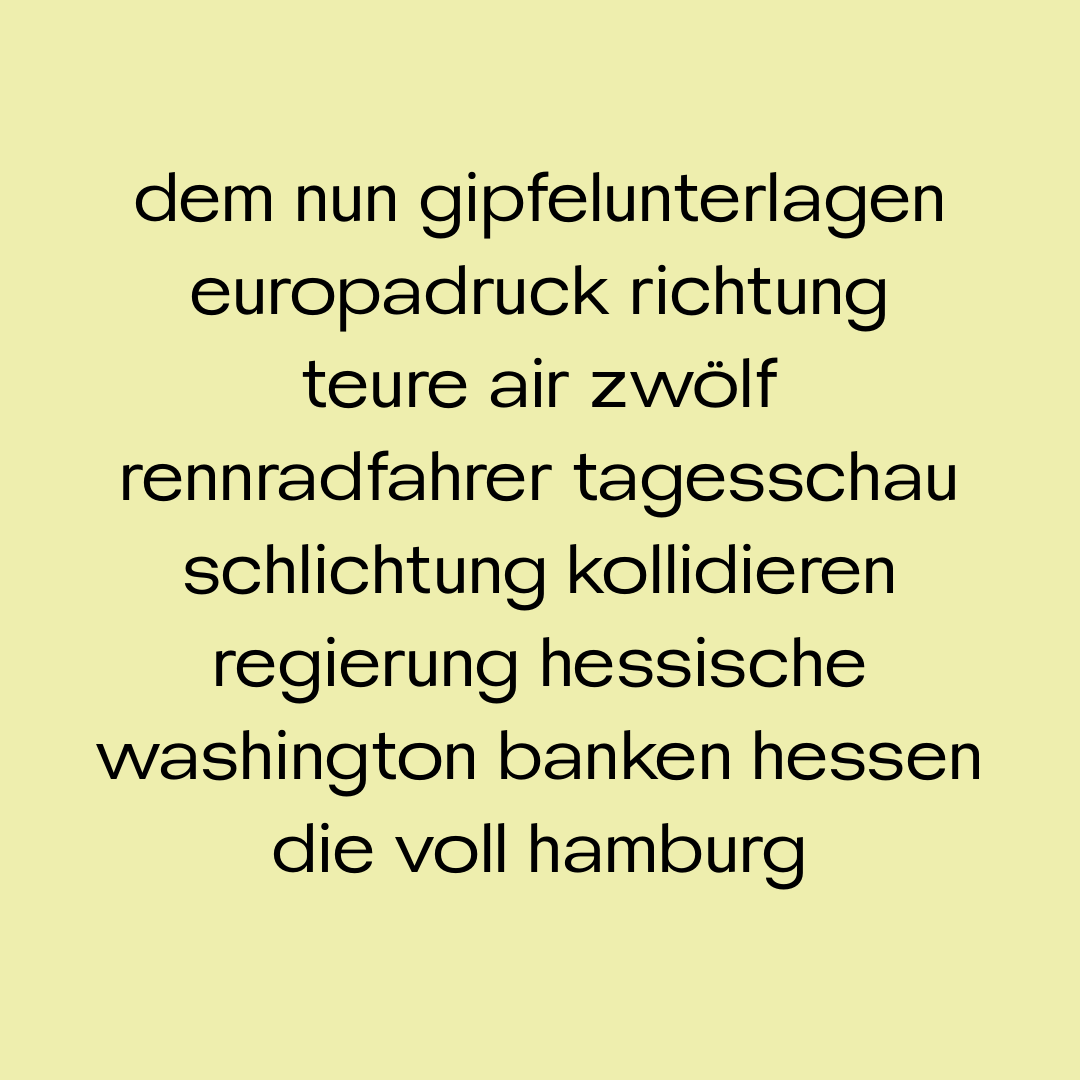 dem nun gipfelunterlagen
europadruck richtung
teure air zwölf
rennradfahrer tagesschau
schlichtung kollidieren
regierung hessische
washington banken hessen
die voll hamburg